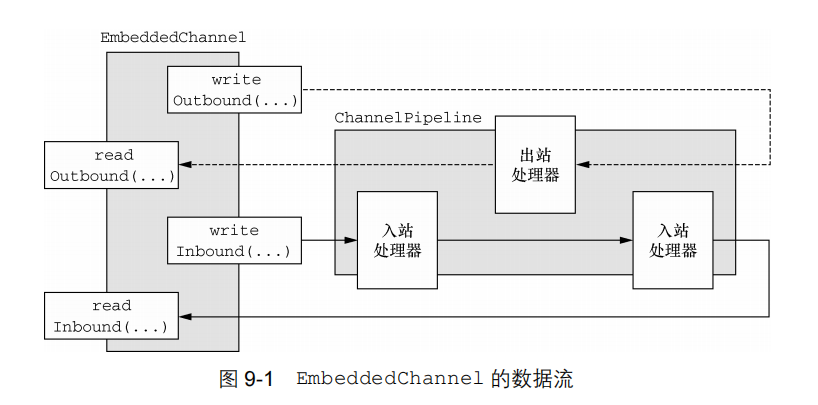 EmbeddedChannel
write
Outbound(...)
ChannelPipeline
出站
处理器
read
Outbound(...)
write
Inbound(...)
入站
处理器
入站
处理器
read
Inbound(...)
图 9-1 EmbeddedChannel 的数据流